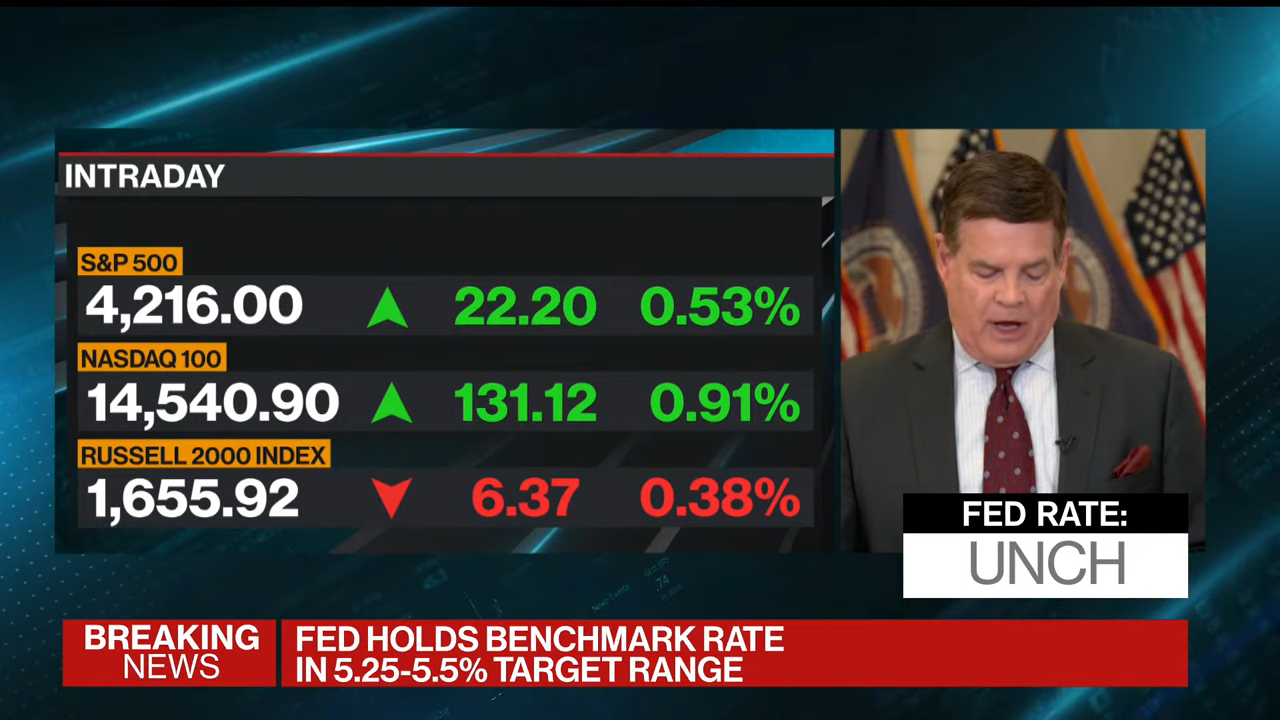 INTRADAY
S&P 500
4,216.00 22.20 0.53%
NASDAQ 100
14,540.90 131.12 0.91%
RUSSELL 2000 INDEX
1,655.92 6.37 0.38%
FED RATE:
UNCH
BREAKING
NEWS
FED HOLDS BENCHMARK RATE
IN 5.25-5.5% TARGET RANGE